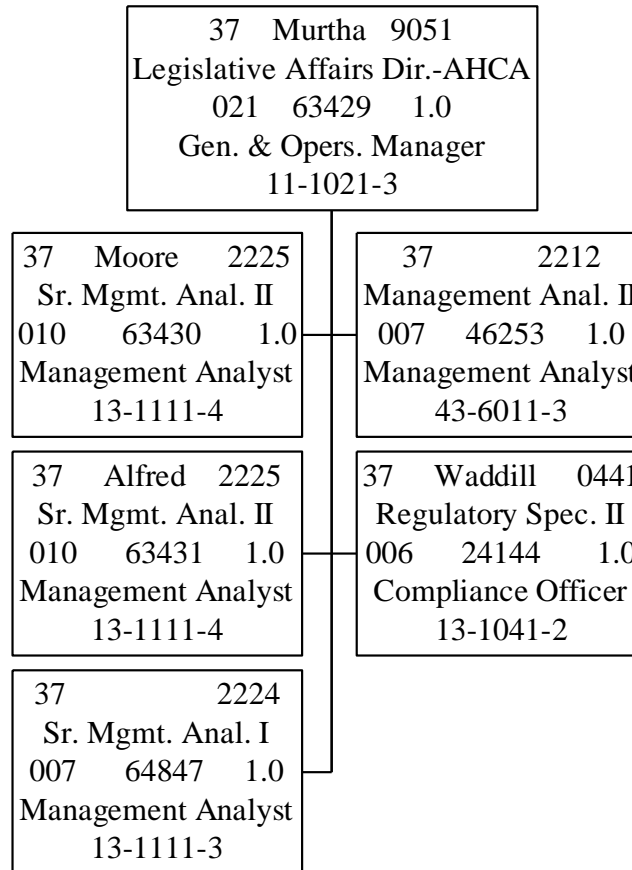 37 Murtha 9051
Legislative Affairs Dir.-AHCA
021 63429 1.0
Gen. & Opers. Manager
11-1021-3
37 Moore 2225
Sr. Mgmt. Anal. II
010 63430 1.0
Management Analyst
13-1111-4
37 2212
Management Anal. II
007 46253 1.0
Management Analyst
43-6011-3
37 Alfred 2225
Sr. Mgmt. Anal. II
010 63431 1.0
Management Analyst
13-1111-4
37 Waddill 0441
Regulatory Spec. II
006 24144 1.0
Compliance Officer
13-1041-2
37 2224
Sr. Mgmt. Anal. I
007 64847 1.0
Management Analyst
13-1111-3